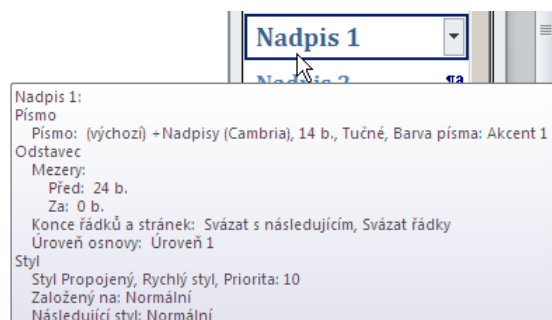 Nadpis 1
Nadpis 2 ¶a
Nadpis 1:
Písmo
Písmo: (výchozí) +Nadpisy (Cambria), 14 b., Tučné, Barva písma: Akcent 1
Odstavec
Mezery:
Před: 24 b.
Za: 0 b.
Konce řádků a stránek: Svázat s následujícím, Svázat řádky
Úroveň osnovy: Úroveň 1
Styl
Styl Propojený, Rychlý styl, Priorita: 10
Založený na: Normální
Následující styl: Normální